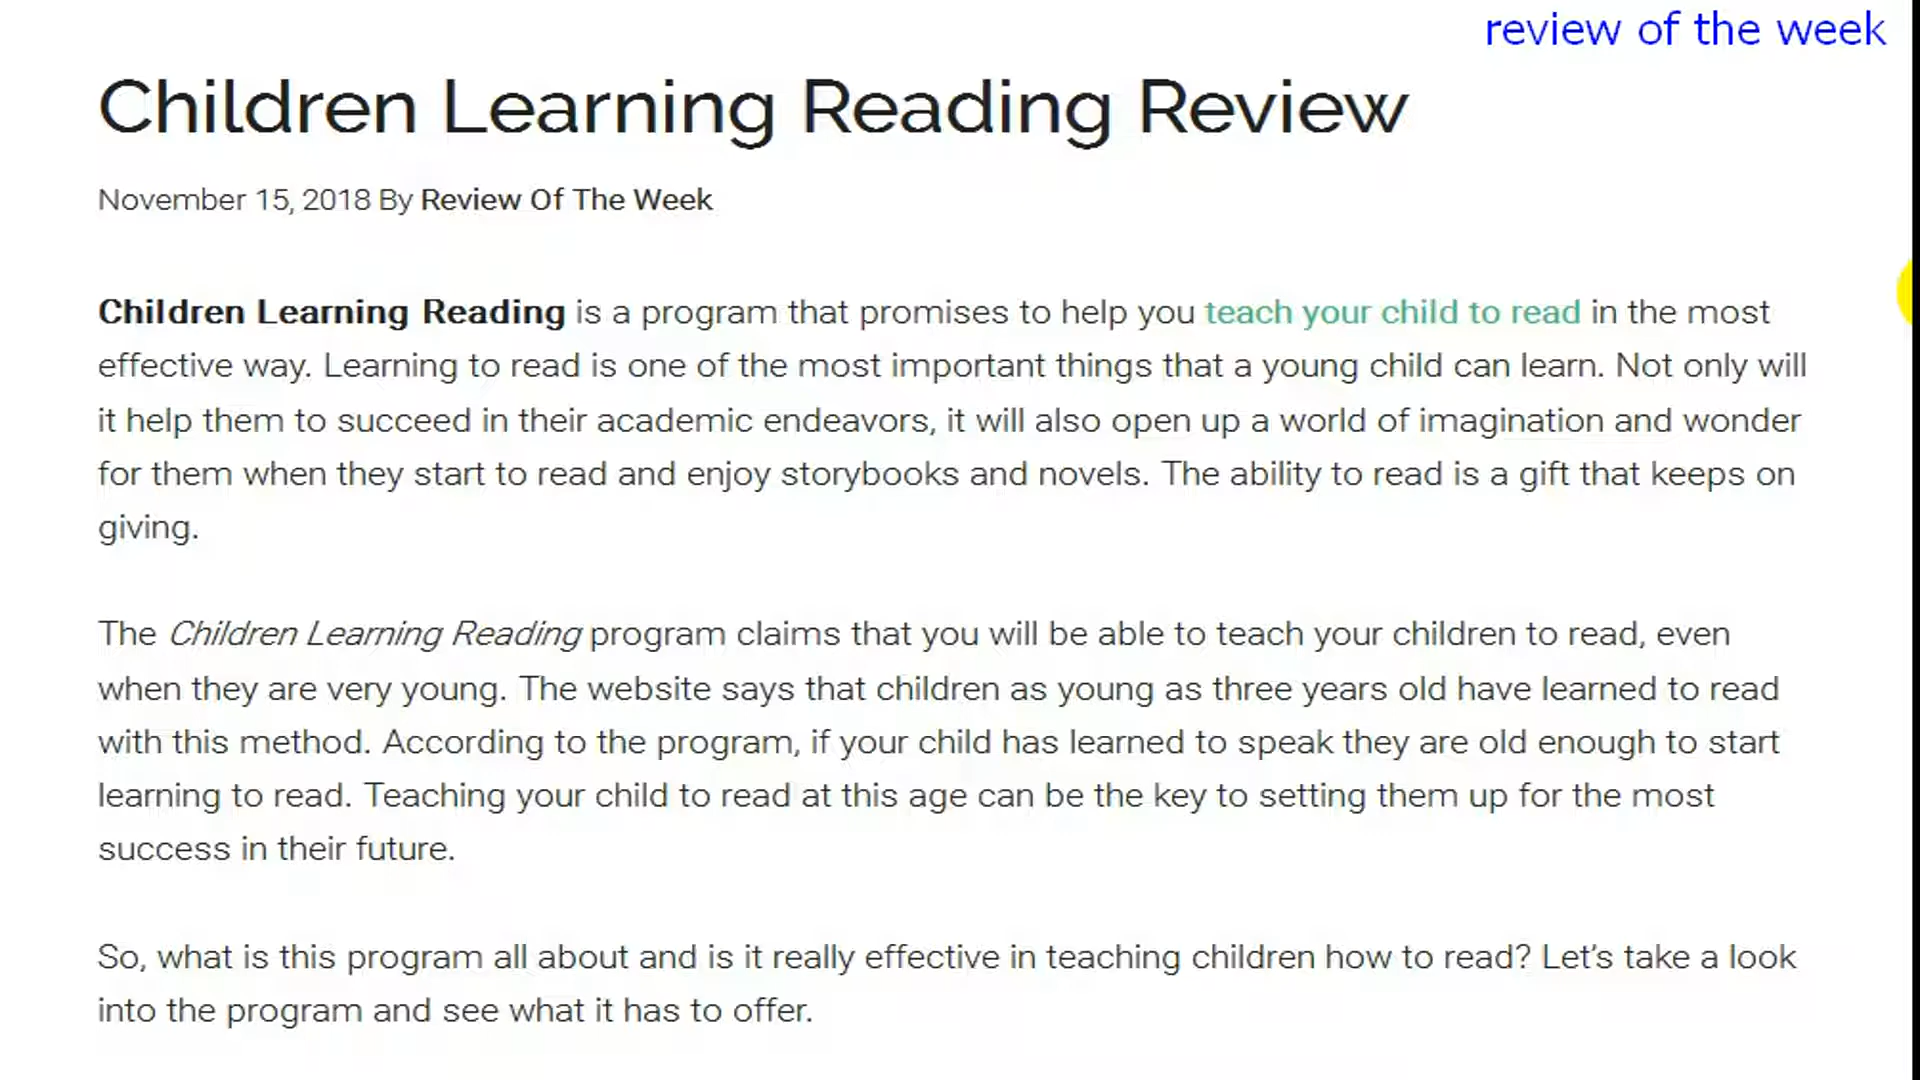 review of the week
Children Learning Reading Review
November 15, 2018 By Review Of The Week
Children Learning Reading is a program that promises to help you teach your child to read in the most
effective way. Learning to read is one of the most important things that a young child can learn. Not only will
it help them to succeed in their academic endeavors, it will also open up a world of imagination and wonder
for them when they start to read and enjoy storybooks and novels. The ability to read is a gift that keeps on
giving.
The Children Learning Reading program claims that you will be able to teach your children to read, even
when they are very young. The website says that children as young as three years old have learned to read
with this method. According to the program, if your child has learned to speak they are old enough to start
learning to read. Teaching your child to read at this age can be the key to setting them up for the most
success in their future.
So, what is this program all about and is it really effective in teaching children how to read? Let’s take a look
into the program and see what it has to offer.